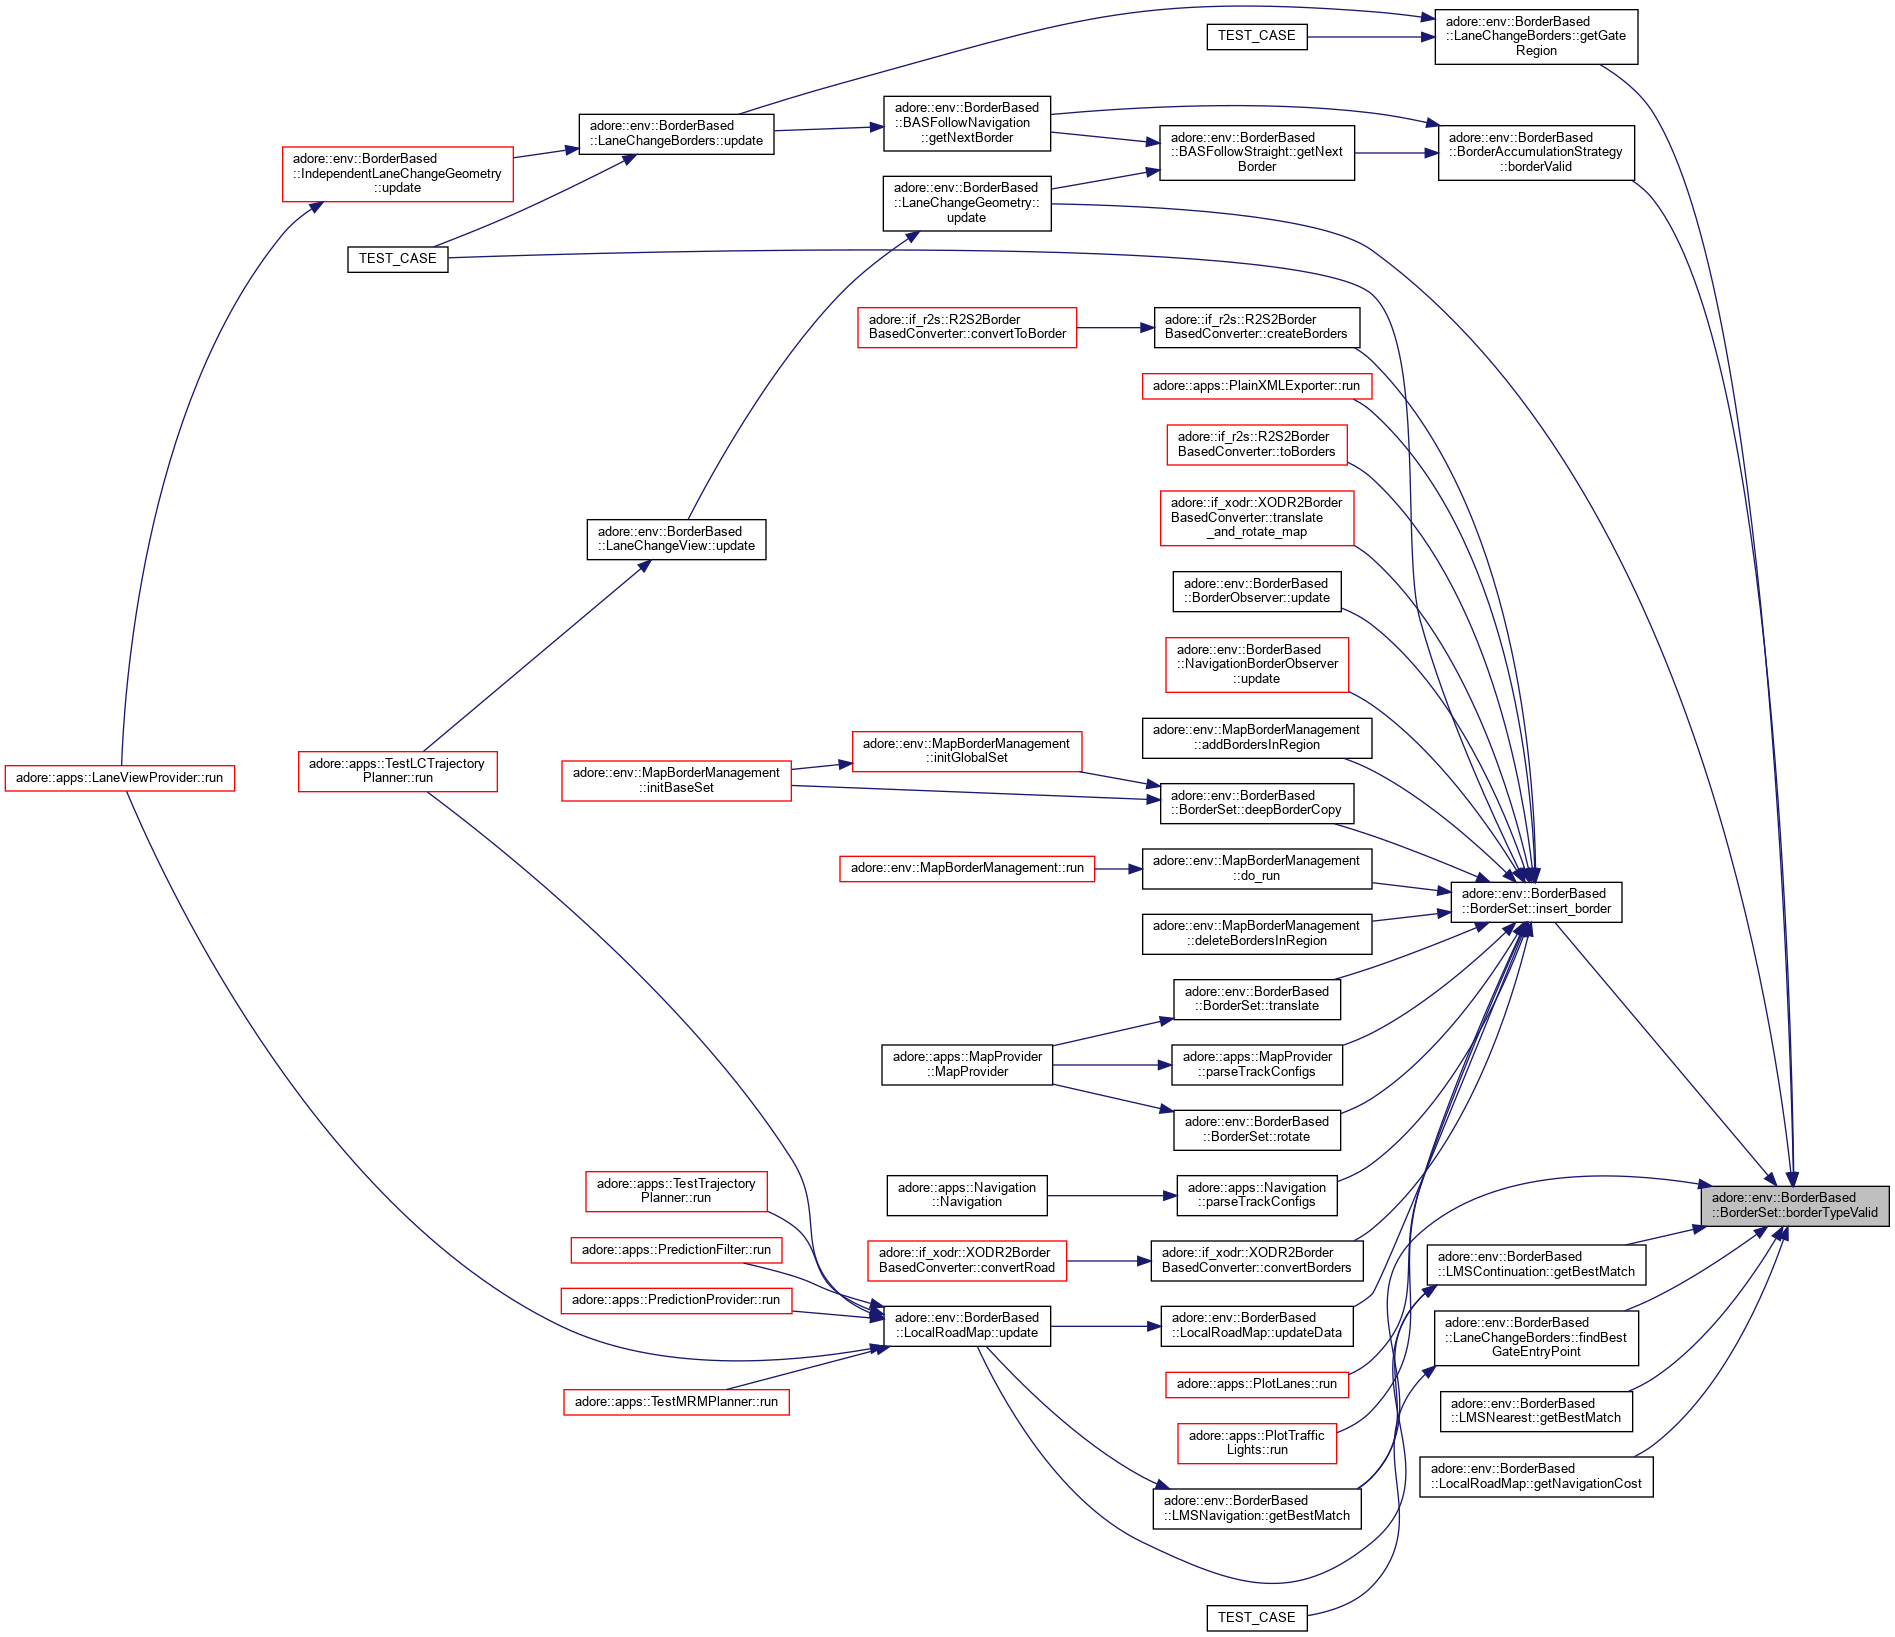 adore::env::BorderBased
::LaneChangeBorders::getGate
Region
TEST_CASE
adore::env::BorderBased
::BASFollowNavigation
::getNextBorder
adore::env::BorderBased
::LaneChangeBorders::update
adore::env::BorderBased
::BASFollowStraight::getNext
Border
adore::env::BorderBased
::BorderAccumulationStrategy
::borderValid
adore::env::BorderBased
::IndependentLaneChangeGeometry
::update
adore::env::BorderBased
::LaneChangeGeometry::
update
TEST_CASE
adore::if_r2s::R2S2Border
BasedConverter::convertToBorder
adore::if_r2s::R2S2Border
BasedConverter::createBorders
adore::apps::PlainXMLExporter::run
adore::if_r2s::R2S2Border
BasedConverter::toBorders
adore::if_xodr::XODR2Border
BasedConverter::translate
_and_rotate_map
adore::env::BorderBased
::LaneChangeView::update
adore::env::BorderBased
::BorderObserver::update
adore::env::BorderBased
::NavigationBorderObserver
::update
adore::env::MapBorderManagement
::addBordersInRegion
adore::env::MapBorderManagement
::initGlobalSet
adore::apps::LaneViewProvider::run
adore::apps::TestLCTrajectory
Planner::run
adore::env::MapBorderManagement
::initBaseSet
adore::env::BorderBased
::BorderSet::deepBorderCopy
adore::env::MapBorderManagement::run
adore::env::MapBorderManagement
::do_run
adore::env::BorderBased
::BorderSet::insert_border
adore::env::MapBorderManagement
::deleteBordersInRegion
adore::env::BorderBased
::BorderSet::translate
adore::apps::MapProvider
::MapProvider
adore::apps::MapProvider
::parseTrackConfigs
adore::env::BorderBased
::BorderSet::rotate
adore::apps::TestTrajectory
Planner::run
adore::apps::Navigation
::Navigation
adore::apps::Navigation
::parseTrackConfigs
adore::env::BorderBased
::BorderSet::borderTypeValid
adore::apps::PredictionFilter::run
adore::if_xodr::XODR2Border
BasedConverter::convertRoad
adore::if_xodr::XODR2Border
BasedConverter::convertBorders
adore::env::BorderBased
::LMSContinuation::getBestMatch
adore::apps::PredictionProvider::run
adore::env::BorderBased
::LocalRoadMap::update
adore::env::BorderBased
::LocalRoadMap::updateData
adore::env::BorderBased
::LaneChangeBorders::findBest
GateEntryPoint
adore::apps::TestMRMPlanner::run
adore::apps::PlotLanes::run
adore::env::BorderBased
::LMSNearest::getBestMatch
adore::apps::PlotTraffic
Lights::run
adore::env::BorderBased
::LocalRoadMap::getNavigationCost
adore::env::BorderBased
::LMSNavigation::getBestMatch
TEST_CASE